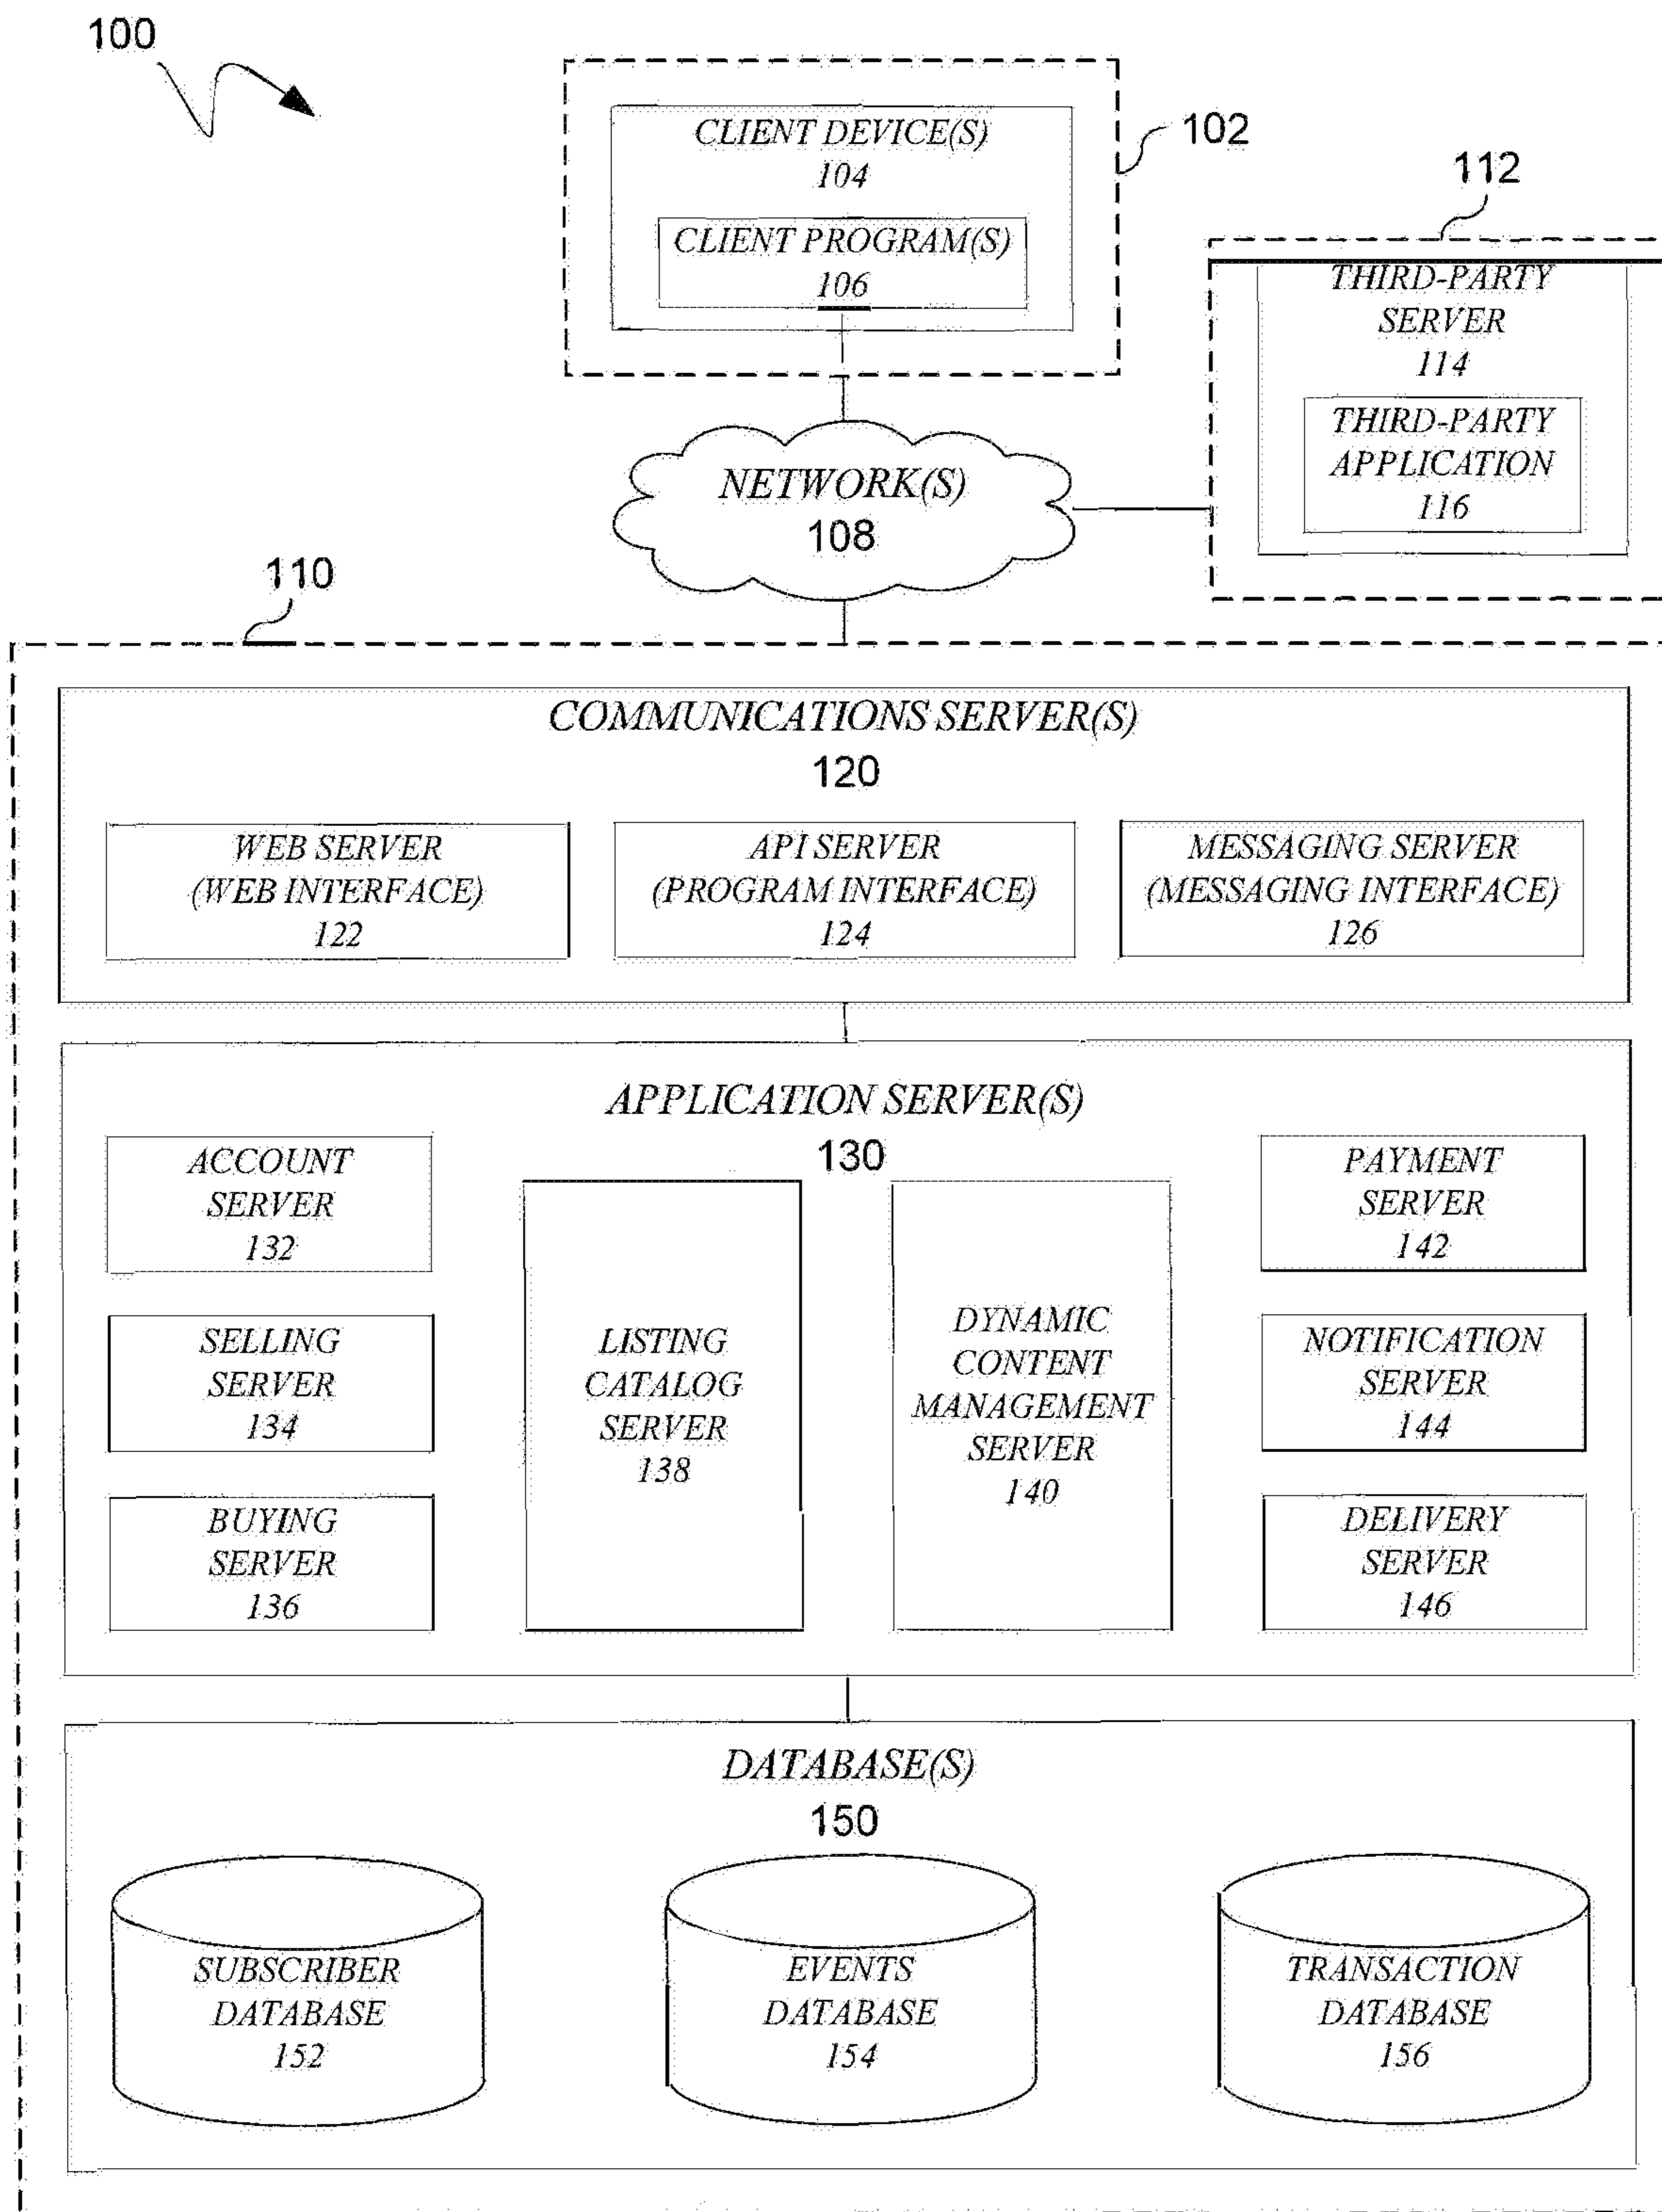 100
CLIENT DEVICE(S)
104
CLIENT PROGRAM(S)
106
102
112
THIRD-PARTY
SERVER
114
THIRD-PARTY
APPLICATION
116
NETWORK(S)
108
110
COMMUNICATIONS SERVER(S)
120
WEB SERVER
(WEB INTERFACE)
122
API SERVER
(PROGRAM INTERFACE)
124
MESSAGING SERVER
(MESSAGING INTERFACE)
126
APPLICATION SERVER(S)
130
ACCOUNT
SERVER
132
SELLING
SERVER
134
BUYING
SERVER
136
LISTING
CATALOG
SERVER
138
DYNAMIC
CONTENT
MANAGEMENT
SERVER
140
PAYMENT
SERVER
142
NOTIFICATION
SERVER
144
DELIVERY
SERVER
146
DATABASE(S)
150
SUBSCRIBER
DATABASE
152
EVENTS
DATABASE
154
TRANSACTION
DATABASE
156